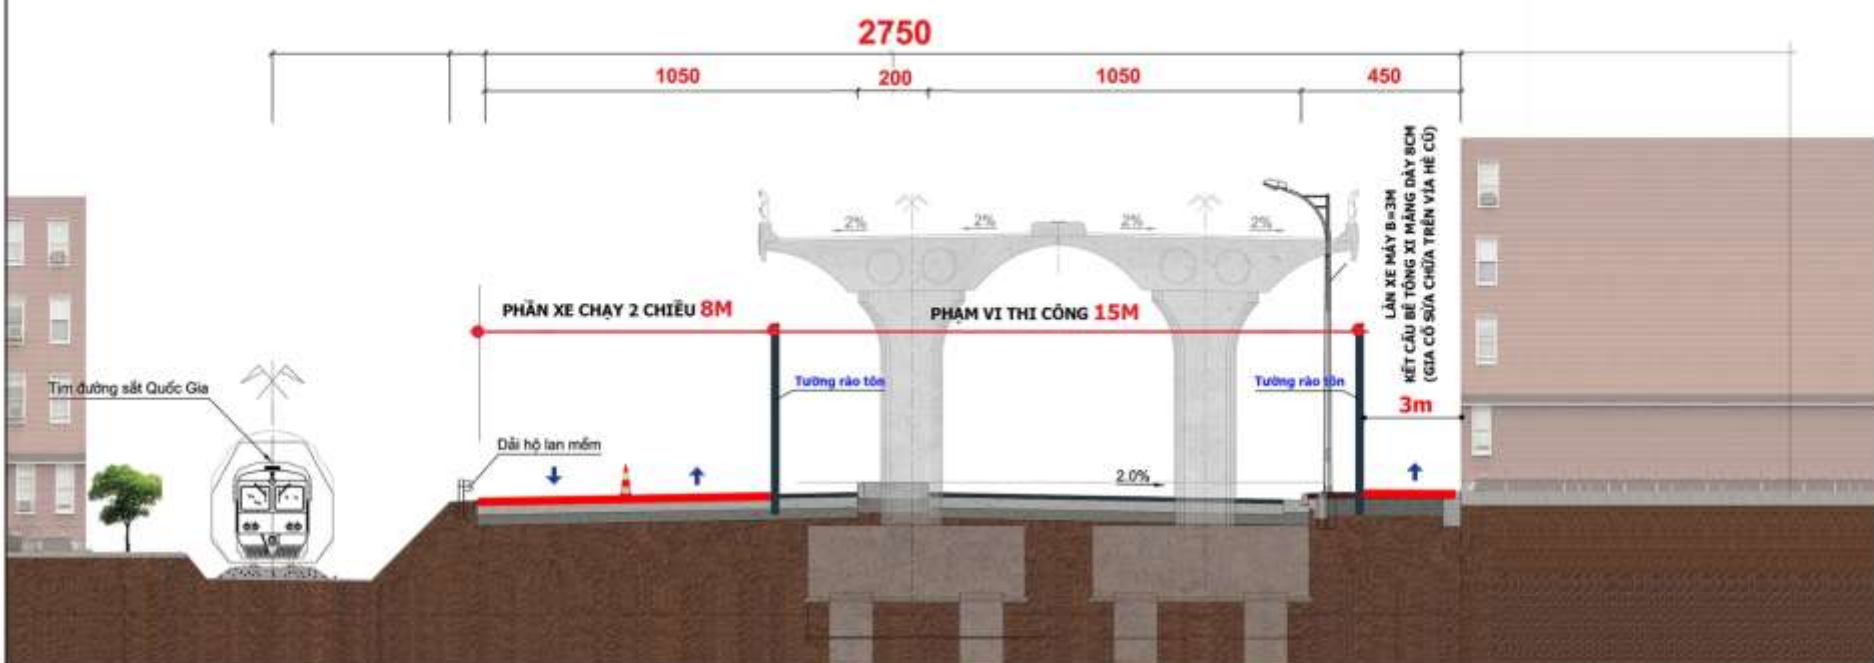 2750
1050
200
1050
450
LÀN XE MÁY B=3M
KẾT CẤU BÊ TÔNG XI MĂNG DÀY 8CM
(GIA CỐ SỬA CHỮA TRÊN VỈA HÈ CŨ)
2%
2%
2%
2%
PHẦN XE CHẠY 2 CHIỀU 8M
PHẠM VI THI CÔNG 15M
Tường rào tôn
Tường rào tôn
Tim đường sắt Quốc Gia
3m
Dải hộ lan mềm
2.0%